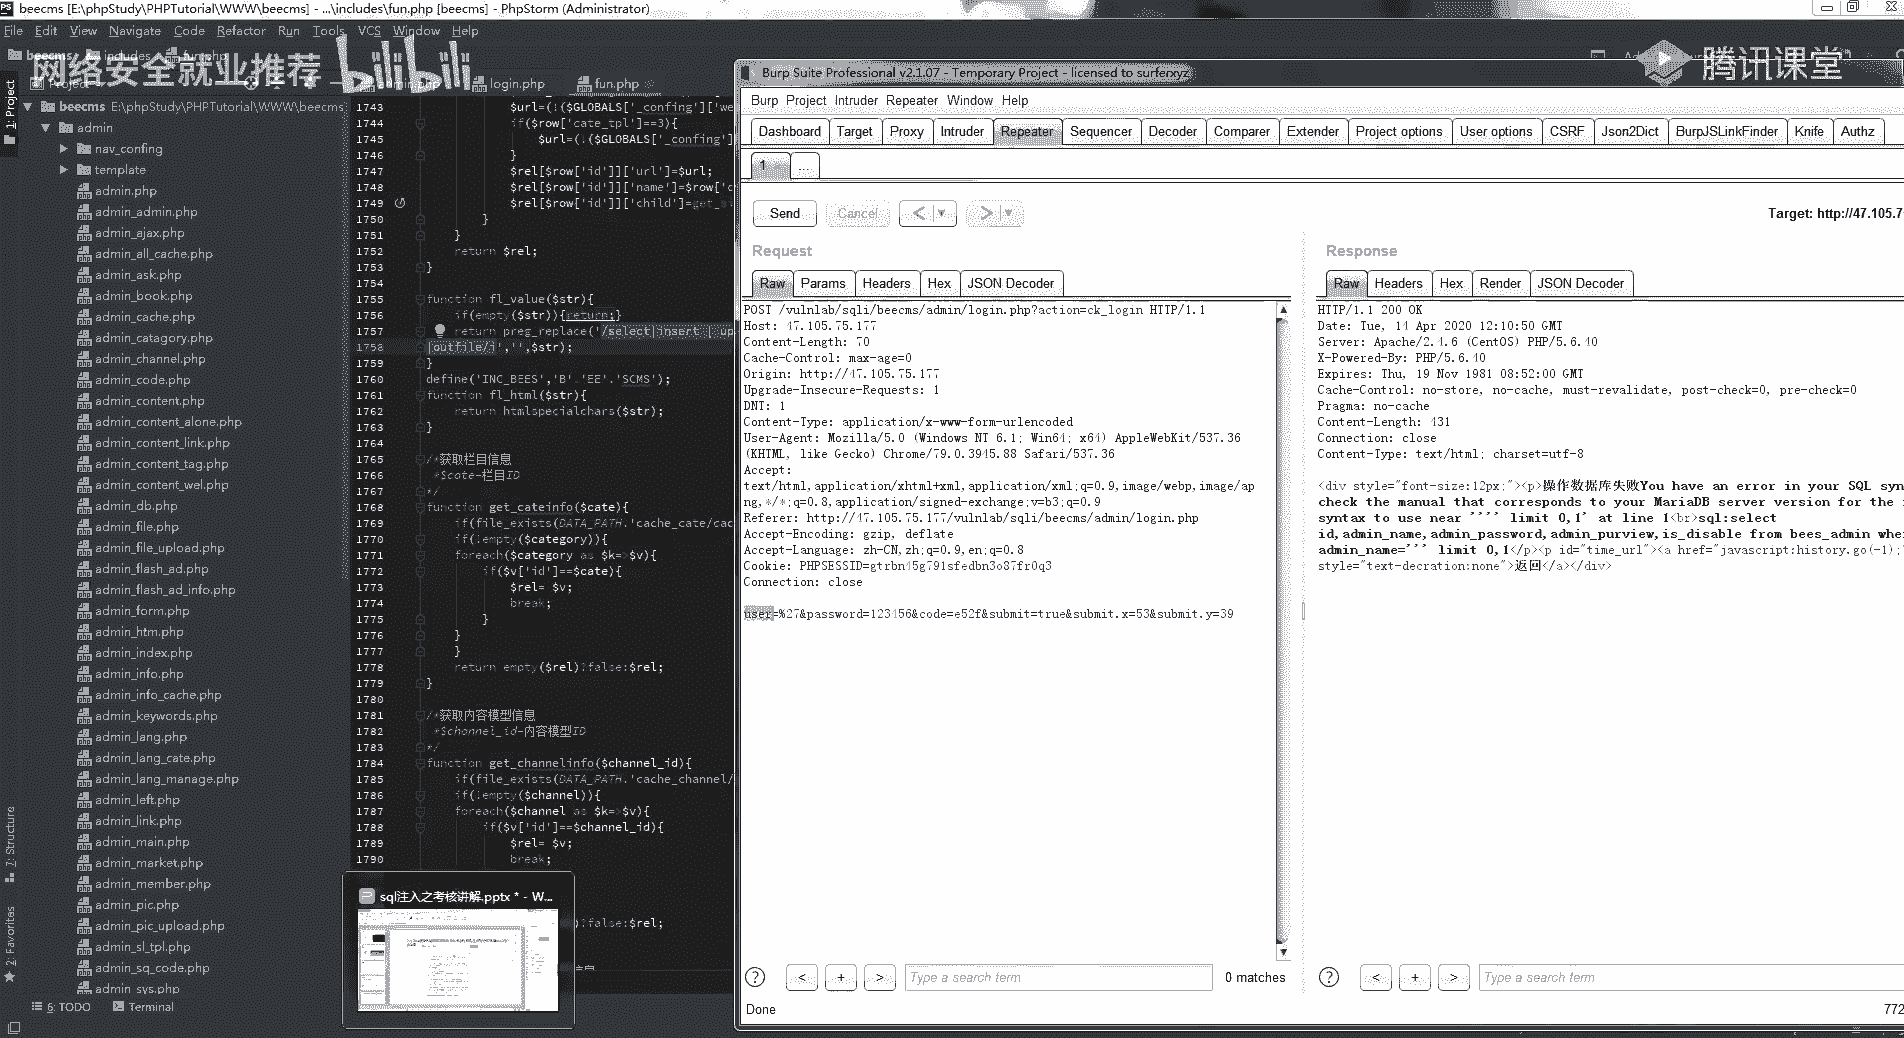 beecms [E:\phpStudy\PHPTutorial\WWW\beecms] - ...\includes\fun.php [beecms] - PhpStorm (Administrator)
File Edit View Navigate Code Refactor Run Tools VCS Window Help
网络安全就业推荐 bilibili
腾讯课堂
login.php fun.php
1: Project
7: Structure
2: Favorites
beecms E:\phpStudy\PHPTutorial\WWW\beecms
admin
nav_confing
template
admin.php
admin_admin.php
admin_ajax.php
admin_all_cache.php
admin_ask.php
admin_book.php
admin_cache.php
admin_catagory.php
admin_channel.php
admin_code.php
admin_content.php
admin_content_alone.php
admin_content_link.php
admin_content_tag.php
admin_content_wel.php
admin_db.php
admin_file.php
admin_file_upload.php
admin_flash_ad.php
admin_flash_ad_info.php
admin_form.php
admin_htm.php
admin_index.php
admin_info.php
admin_info_cache.php
admin_keywords.php
admin_lang.php
admin_lang_cate.php
admin_lang_manage.php
admin_left.php
admin_link.php
admin_main.php
admin_market.php
admin_member.php
admin_pic.php
admin_pic_upload.php
admin_sl_tpl.php
admin_sq_code.php
admin_sys.php
6: TODO Terminal
1743 $url=(!($GLOBALS['_confing']['we
1744 if($row['cate_tpl']==3){
1745 $url=(!($GLOBALS['_confing']
1746 }
1747 $rel[$row['id']]['url']=$url;
1748 $rel[$row['id']]['name']=$row['c
1749 $rel[$row['id']]['child']=get_s
1750 }
1751 }
1752 return $rel;
1753 }
1754
1755 function fl_value($str){
1756 if(empty($str)){return;}
1757 return preg_replace('/select|insert | up
1758 |outfile/i','',$str);
1759 }
1760 define('INC_BEES','B'.'EE'.'SCMS');
1761 function fl_html($str){
1762 return htmlspecialchars($str);
1763 }
1764
1765 /*获取栏目信息
1766 *$cate-栏目ID
1767 */
1768 function get_cateinfo($cate){
1769 if(file_exists(DATA_PATH.'cache_cate/cac
1770 if(!empty($category)){
1771 foreach($category as $k=>$v){
1772 if($v['id']==$cate){
1773 $rel= $v;
1774 break;
1775 }
1776 }
1777 }
1778 return empty($rel)?false:$rel;
1779 }
1780
1781 /*获取内容模型信息
1782 *$channel_id-内容模型ID
1783 */
1784 function get_channelinfo($channel_id){
1785 if(file_exists(DATA_PATH.'cache_channel/
1786 if(!empty($channel)){
1787 foreach($channel as $k=>$v){
1788 if($v['id']==$channel_id){
1789 $rel= $v;
1790 break;
)?false:$rel;
sql注入之考核讲解.pptx * - W...
Burp Suite Professional v2.1.07 - Temporary Project - licensed to surferxyz
Burp Project Intruder Repeater Window Help
Dashboard Target Proxy Intruder Repeater Sequencer Decoder Comparer Extender Project options User options CSRF Json2Dict BurpJSLinkFinder Knife Authz
1 ...
Send Cancel < > Target: http://47.105.7
Request
Raw Params Headers Hex JSON Decoder
POST /vulnlab/sqli/beecms/admin/login.php?action=ck_login HTTP/1.1
Host: 47.105.75.177
Content-Length: 70
Cache-Control: max-age=0
Origin: http://47.105.75.177
Upgrade-Insecure-Requests: 1
DNT: 1
Content-Type: application/x-www-form-urlencoded
User-Agent: Mozilla/5.0 (Windows NT 6.1; Win64; x64) AppleWebKit/537.36
(KHTML, like Gecko) Chrome/79.0.3945.88 Safari/537.36
Accept:
text/html,application/xhtml+xml,application/xml;q=0.9,image/webp,image/ap
ng,*/*;q=0.8,application/signed-exchange;v=b3;q=0.9
Referer: http://47.105.75.177/vulnlab/sqli/beecms/admin/login.php
Accept-Encoding: gzip, deflate
Accept-Language: zh-CN,zh;q=0.9,en;q=0.8
Cookie: PHPSESSID=gtrbn45g791sfedbn3o87fr0q3
Connection: close
user=%27&password=123456&code=e52f&submit=true&submit.x=53&submit.y=39
? < + > Type a search term 0 matches
Done
Response
Raw Headers Hex Render JSON Decoder
HTTP/1.1 200 OK
Date: Tue, 14 Apr 2020 12:10:50 GMT
Server: Apache/2.4.6 (CentOS) PHP/5.6.40
X-Powered-By: PHP/5.6.40
Expires: Thu, 19 Nov 1981 08:52:00 GMT
Cache-Control: no-store, no-cache, must-revalidate, post-check=0, pre-check=0
Pragma: no-cache
Content-Length: 431
Connection: close
Content-Type: text/html; charset=utf-8
<div style="font-size:12px;"><p>操作数据库失败You have an error in your SQL syn
check the manual that corresponds to your MariaDB server version for the r
syntax to use near '''' limit 0,1' at line 1<br>sql:select
id,admin_name,admin_password,admin_purview,is_disable from bees_admin whe
admin_name=''' limit 0,1</p><p id="time_url"><a href="javascript:history.go(-1);"
style="text-decration:none">返回</a></div>
? < + > Type a search term
772